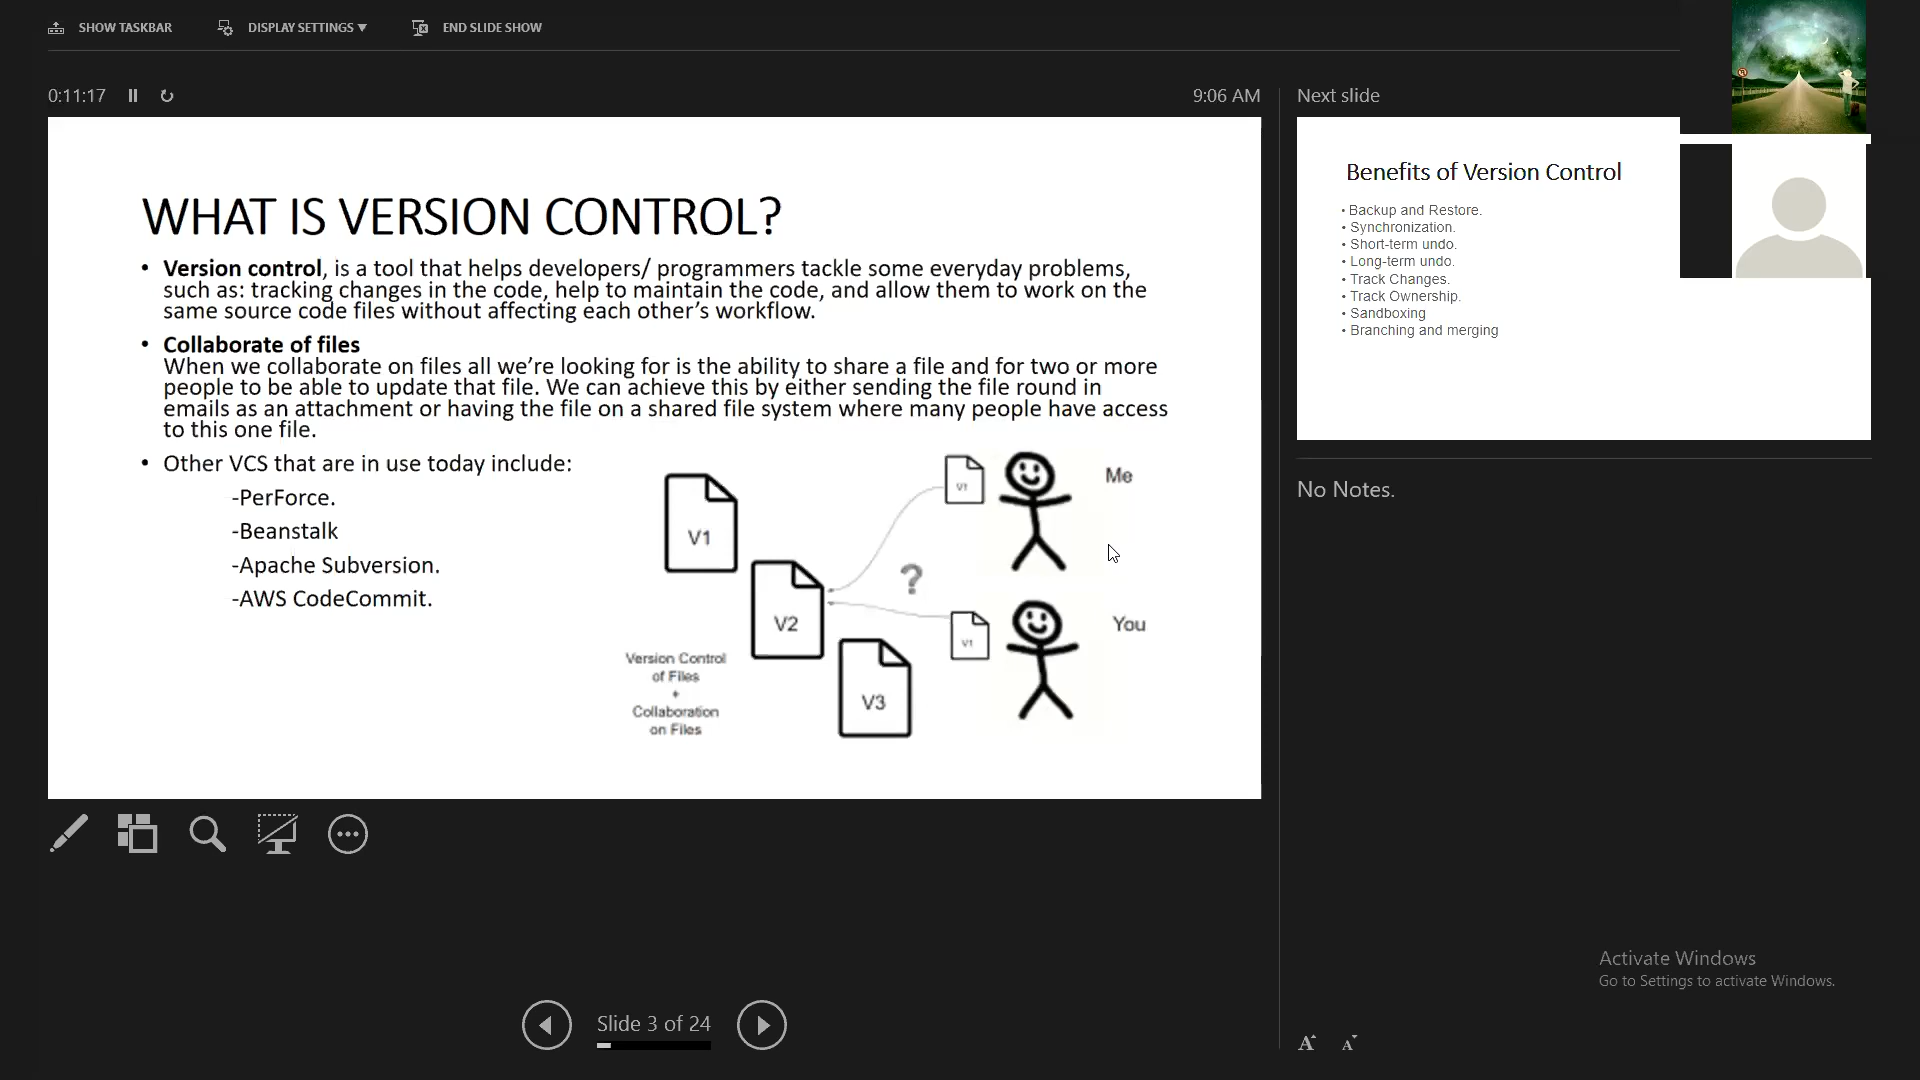 SHOW TASKBAR
DISPLAY SETTINGS ▾
END SLIDE SHOW
0:11:17
9:06 AM
WHAT IS VERSION CONTROL?
• Version control, is a tool that helps developers/ programmers tackle some everyday problems,
such as: tracking changes in the code, help to maintain the code, and allow them to work on the
same source code files without affecting each other’s workflow.
• Collaborate of files
When we collaborate on files all we’re looking for is the ability to share a file and for two or more
people to be able to update that file. We can achieve this by either sending the file round in
emails as an attachment or having the file on a shared file system where many people have access
to this one file.
• Other VCS that are in use today include:
-PerForce.
-Beanstalk
-Apache Subversion.
-AWS CodeCommit.
V1
V2
V3
V1
Me
?
V1
You
Version Control
of Files
+
Collaboration
on Files
Slide 3 of 24
Next slide
Benefits of Version Control
• Backup and Restore.
• Synchronization.
• Short-term undo.
• Long-term undo.
• Track Changes.
• Track Ownership.
• Sandboxing
• Branching and merging
No Notes.
Activate Windows
Go to Settings to activate Windows.
A A